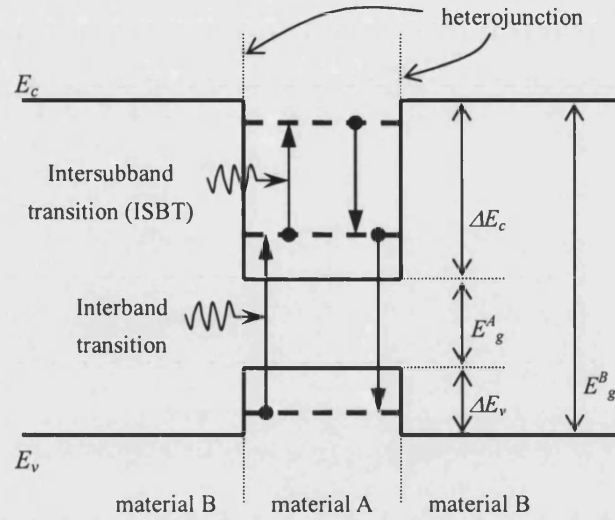 heterojunction
E_c
Intersubband
transition (ISBT)
ΔE_c
Interband
transition
E^A_g
E^B_g
ΔE_v
E_v
material B
material A
material B